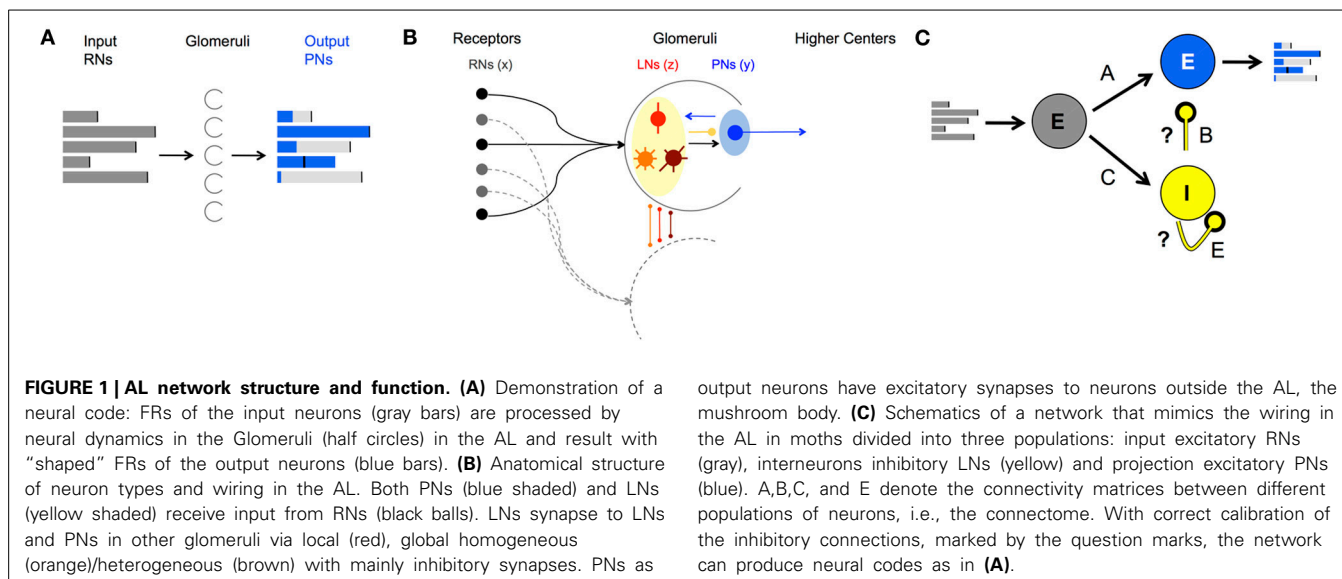 A
Input
RNs
Glomeruli
Output
PNs
B
Receptors
RNs (x)
Glomeruli
LNs (z)
PNs (y)
Higher Centers
C
E
A
E
?
B
C
I
?
E
FIGURE 1 | AL network structure and function. (A) Demonstration of a
neural code: FRs of the input neurons (gray bars) are processed by
neural dynamics in the Glomeruli (half circles) in the AL and result with
“shaped” FRs of the output neurons (blue bars). (B) Anatomical structure
of neuron types and wiring in the AL. Both PNs (blue shaded) and LNs
(yellow shaded) receive input from RNs (black balls). LNs synapse to LNs
and PNs in other glomeruli via local (red), global homogeneous
(orange)/heterogeneous (brown) with mainly inhibitory synapses. PNs as
output neurons have excitatory synapses to neurons outside the AL, the
mushroom body. (C) Schematics of a network that mimics the wiring in
the AL in moths divided into three populations: input excitatory RNs
(gray), interneurons inhibitory LNs (yellow) and projection excitatory PNs
(blue). A,B,C, and E denote the connectivity matrices between different
populations of neurons, i.e., the connectome. With correct calibration of
the inhibitory connections, marked by the question marks, the network
can produce neural codes as in (A).